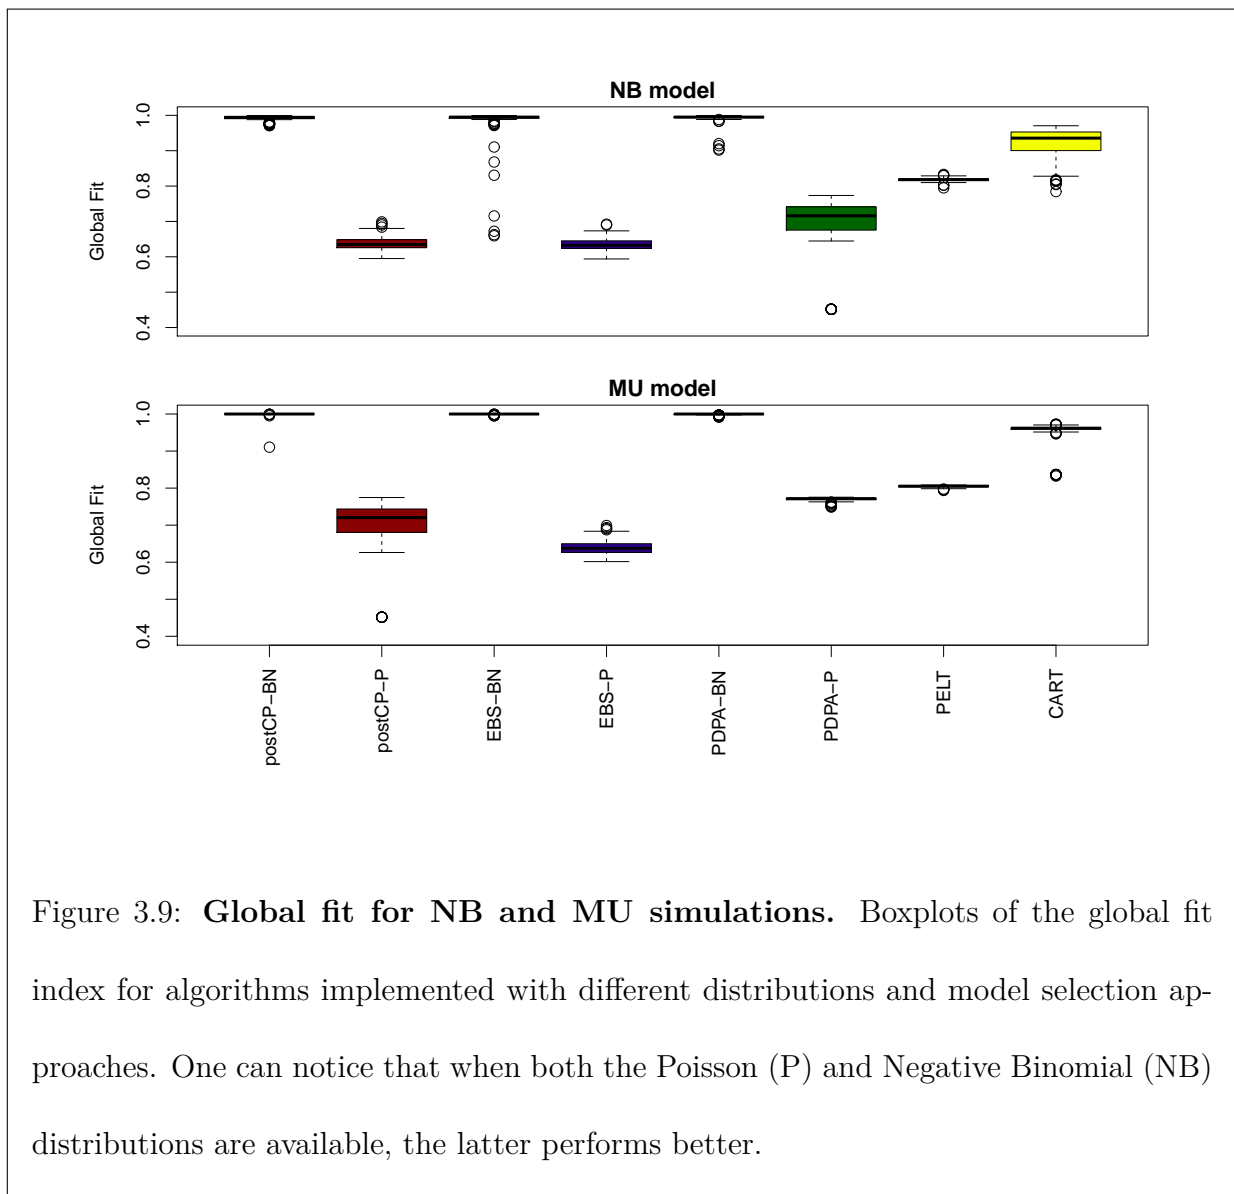 NB model
1.0
0.8
0.6
0.4
Global Fit
MU model
1.0
0.8
0.6
0.4
Global Fit
postCP−BN
postCP−P
EBS−BN
EBS−P
PDPA−BN
PDPA−P
PELT
CART
Figure 3.9: Global fit for NB and MU simulations. Boxplots of the global fit
index for algorithms implemented with different distributions and model selection ap-
proaches. One can notice that when both the Poisson (P) and Negative Binomial (NB)
distributions are available, the latter performs better.